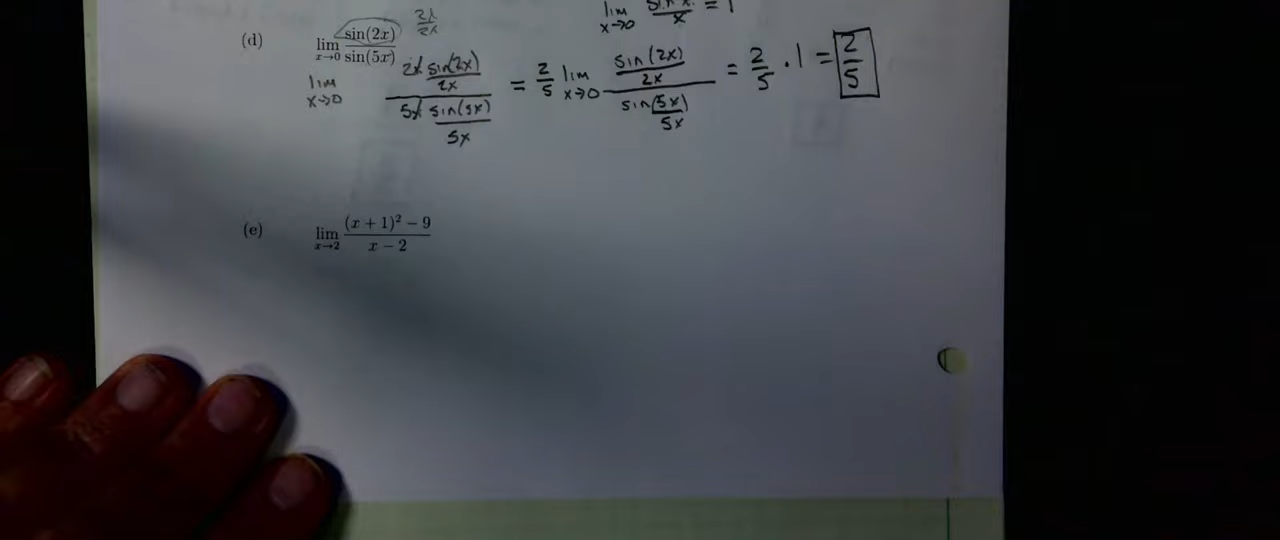 lim x→0 sin x/x = 1
2x/2x
(d) lim x→0 sin(2x)/sin(5x)
lim x→0 (2x sin(2x)/2x)/(5x sin(5x)/5x) = 2/5 lim x→0 (sin(2x)/2x)/(sin(5x)/5x) = 2/5 · 1 = 2/5
(e) lim x→2 ((x + 1)² − 9)/(x − 2)